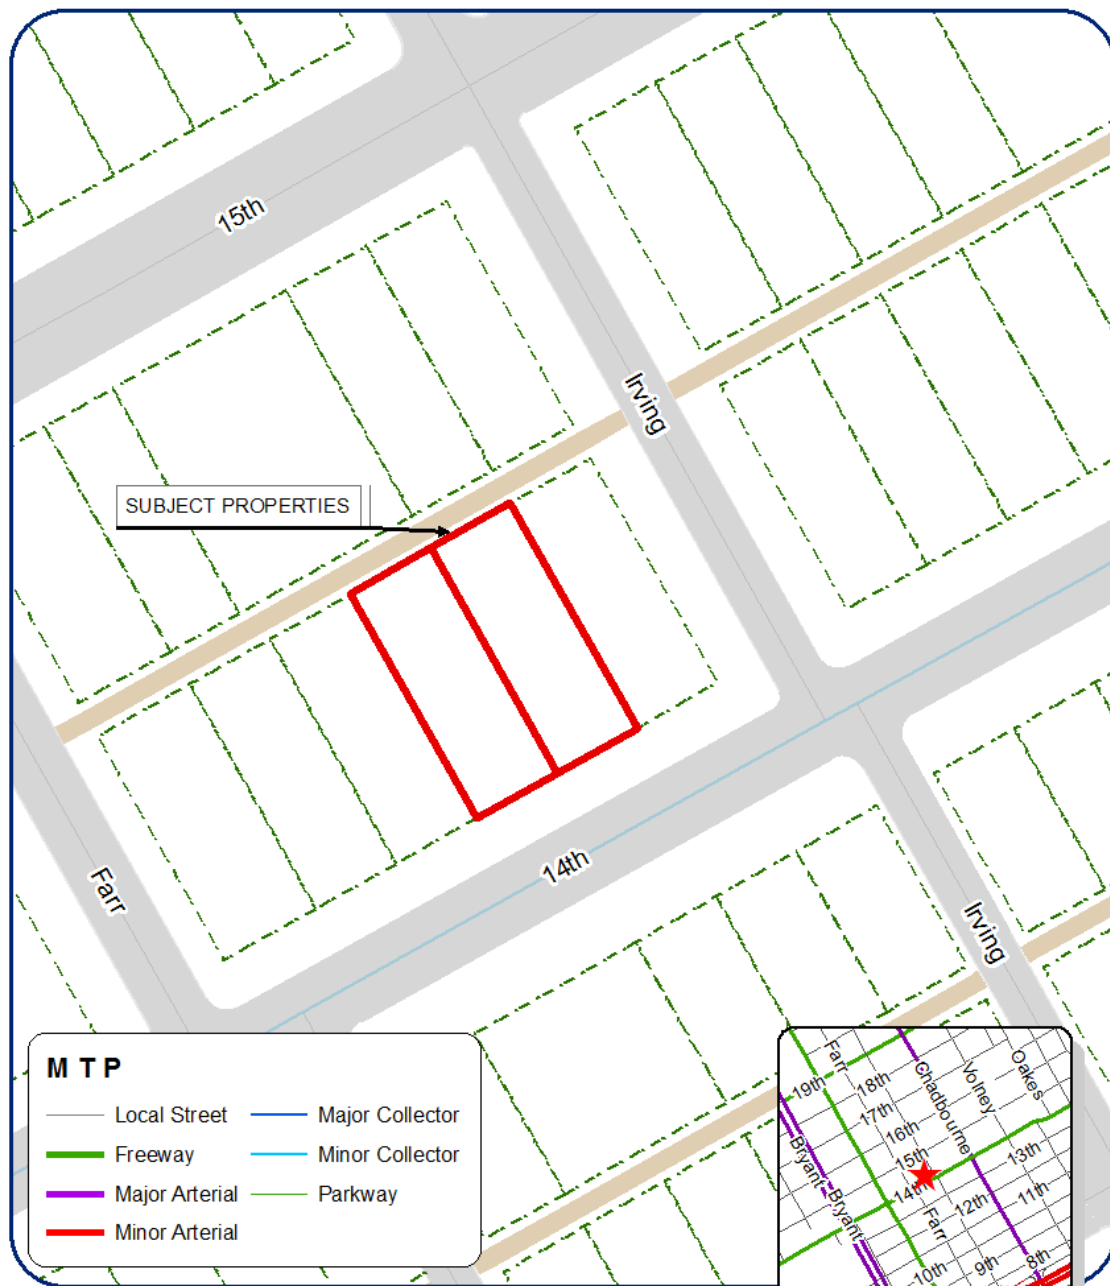 15th
Irving
SUBJECT PROPERTIES
14th
Farr
Irving
M T P
Local Street
Major Collector
Freeway
Minor Collector
Major Arterial
Parkway
Minor Arterial
Farr
Oakes
Volney
19th
18th
Chadbourne
17th
16th
Bryant
15th
13th
14th
Bryant
12th
11th
Farr
10th
9th
8th